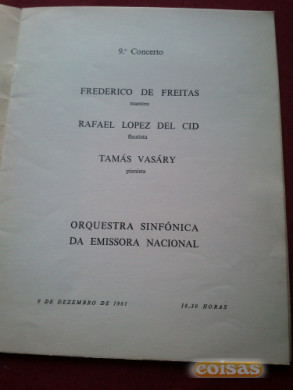 9.º Concerto
FREDERICO DE FREITAS
maestro
RAFAEL LOPEZ DEL CID
flautista
TAMÁS VASÁRY
pianista
ORQUESTRA SINFÓNICA
DA EMISSORA NACIONAL
9 DE DEZEMBRO DE 1961 18,30 HORAS
coisas